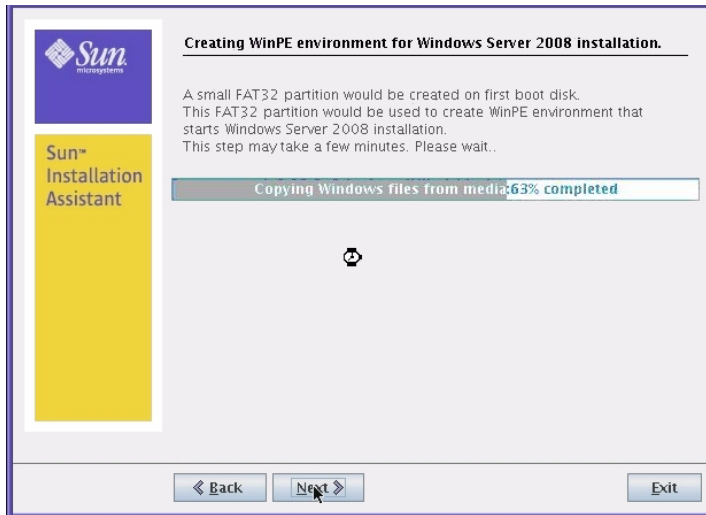 Sun
microsystems
Sun™
Installation
Assistant
Creating WinPE environment for Windows Server 2008 installation.
A small FAT32 partition would be created on first boot disk.
This FAT32 partition would be used to create WinPE environment that
starts Windows Server 2008 installation.
This step may take a few minutes. Please wait..
Copying Windows files from media:63% completed
Back
Next
Exit